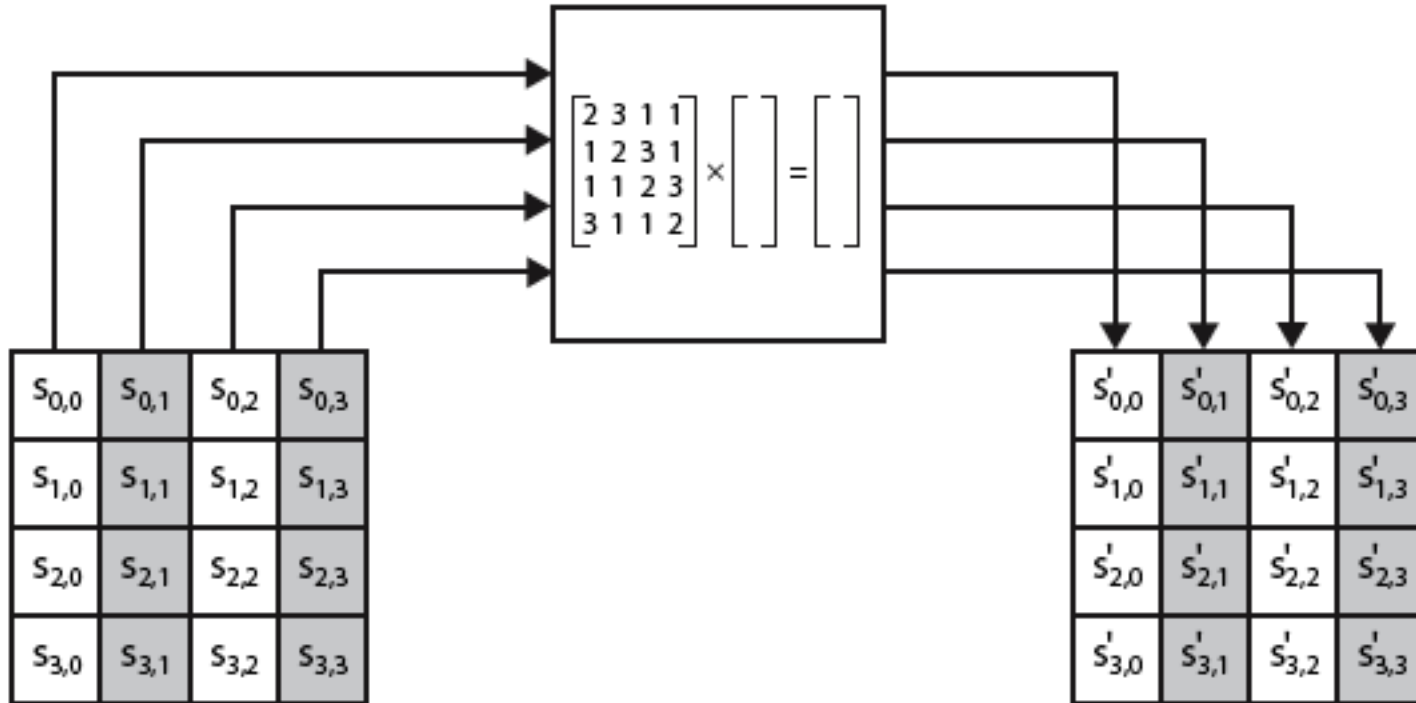 2 3 1 1
1 2 3 1
1 1 2 3
3 1 1 2
× =
S0,0 S0,1 S0,2 S0,3
S1,0 S1,1 S1,2 S1,3
S2,0 S2,1 S2,2 S2,3
S3,0 S3,1 S3,2 S3,3
S'0,0 S'0,1 S'0,2 S'0,3
S'1,0 S'1,1 S'1,2 S'1,3
S'2,0 S'2,1 S'2,2 S'2,3
S'3,0 S'3,1 S'3,2 S'3,3